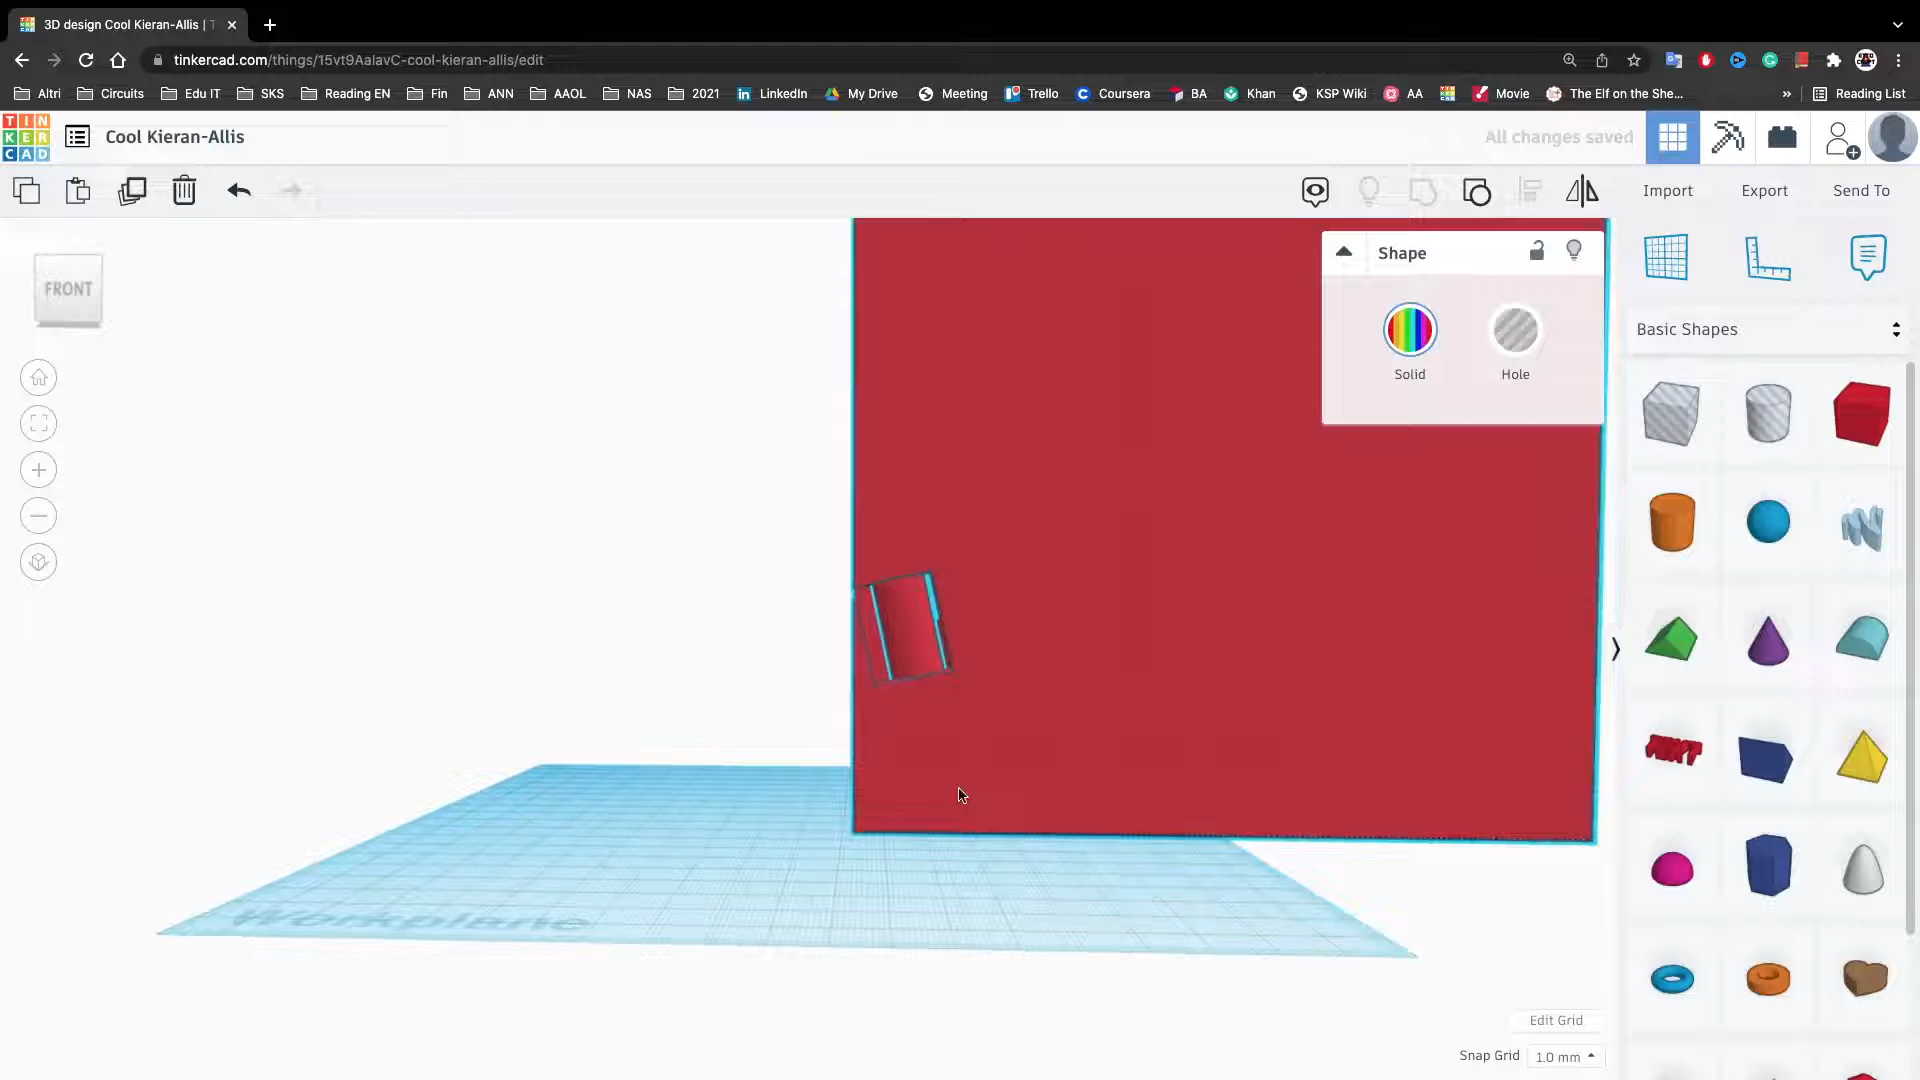 3D design Cool Kieran-Allis | T
tinkercad.com/things/15vt9AalavC-cool-kieran-allis/edit
Altri Circuits Edu IT SKS Reading EN Fin ANN AAOL NAS 2021 LinkedIn My Drive Meeting Trello Coursera BA Khan KSP Wiki AA Movie The Elf on the She... » Reading List
TIN
KER
CAD
Cool Kieran-Allis
All changes saved
Import Export Send To
FRONT
Shape
Solid Hole
Basic Shapes
Workplane
Edit Grid
Snap Grid 1.0 mm